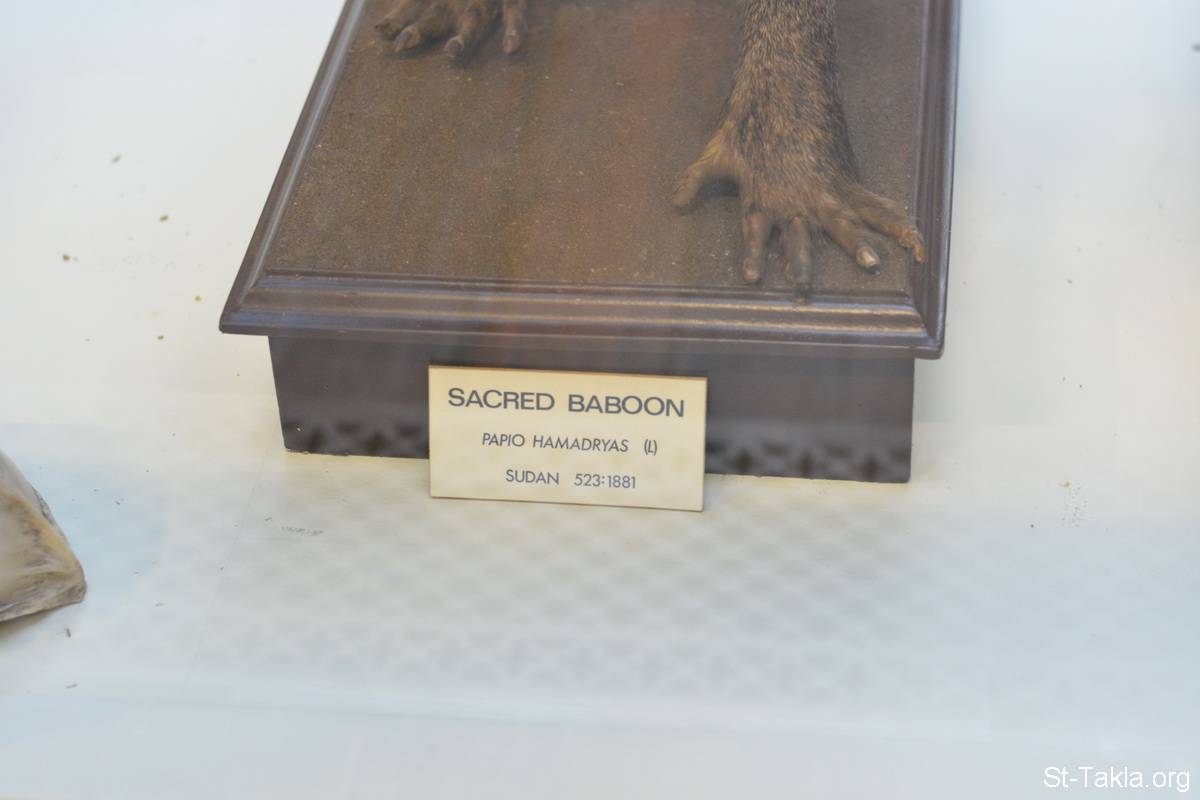 SACRED BABOON
PAPIO HAMADRYAS (L)
SUDAN 523:1881
St-Takla.org